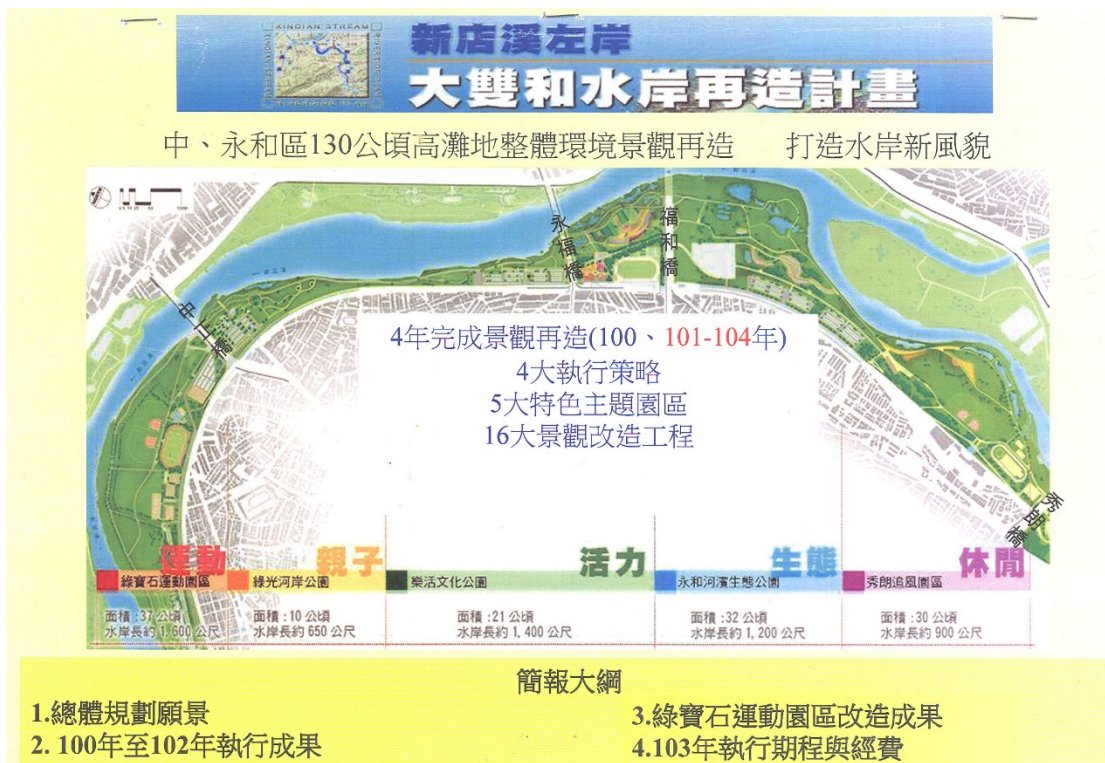 XINDIAN STREAM
新店溪左岸
大雙和水岸再造計畫
中、永和區130公頃高灘地整體環境景觀再造 打造水岸新風貌
中正橋
永福橋
福和橋
秀朗橋
4年完成景觀再造(100、101-104年)
4大執行策略
5大特色主題園區
16大景觀改造工程
運動
綠寶石運動園區
面積：37公頃
水岸長約1,600公尺
親子
綠光河岸公園
面積：10公頃
水岸長約650公尺
活力
樂活文化公園
面積：21公頃
水岸長約1,400公尺
生態
永和河濱生態公園
面積：32公頃
水岸長約1,200公尺
休閒
秀朗追風園區
面積：30公頃
水岸長約900公尺
簡報大綱
1.總體規劃願景
2. 100年至102年執行成果
3.綠寶石運動園區改造成果
4.103年執行期程與經費